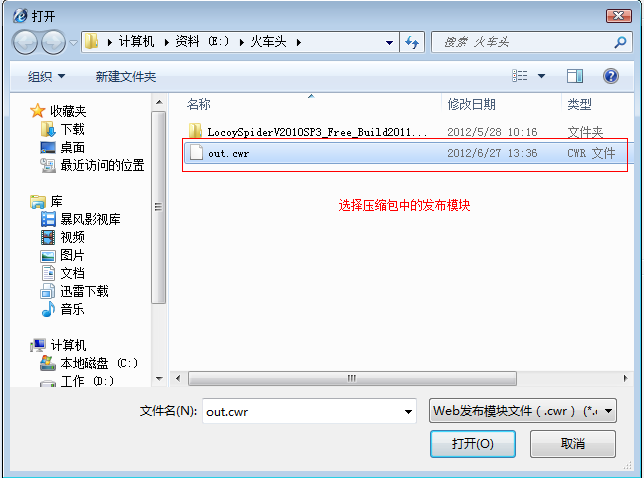 打开
计算机 资料 (E:) 火车头
搜索 火车头
组织 新建文件夹
名称 修改日期 类型
收藏夹
下载
桌面
最近访问的位置
库
暴风影视库
视频
图片
文档
迅雷下载
音乐
计算机
本地磁盘 (C:)
工作 (D:)
LocoySpiderV2010SP3_Free_Build2011... 2012/5/28 10:16 文件夹
out.cwr 2012/6/27 13:36 CWR 文件
选择压缩包中的发布模块
文件名(N): out.cwr
Web发布模块文件（.cwr）(*.c
打开(O) 取消